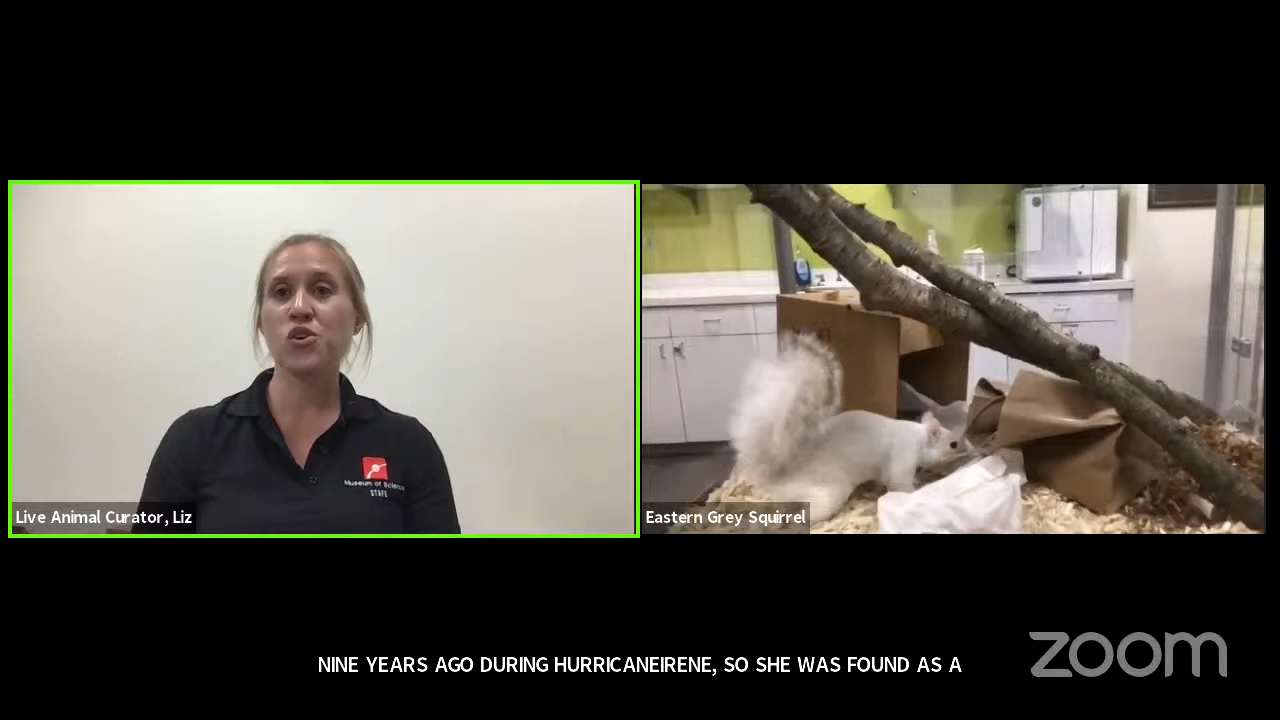 Museum of Science
STAFF
Live Animal Curator, Liz
Eastern Grey Squirrel
NINE YEARS AGO DURING HURRICANEIRENE, SO SHE WAS FOUND AS A
zoom